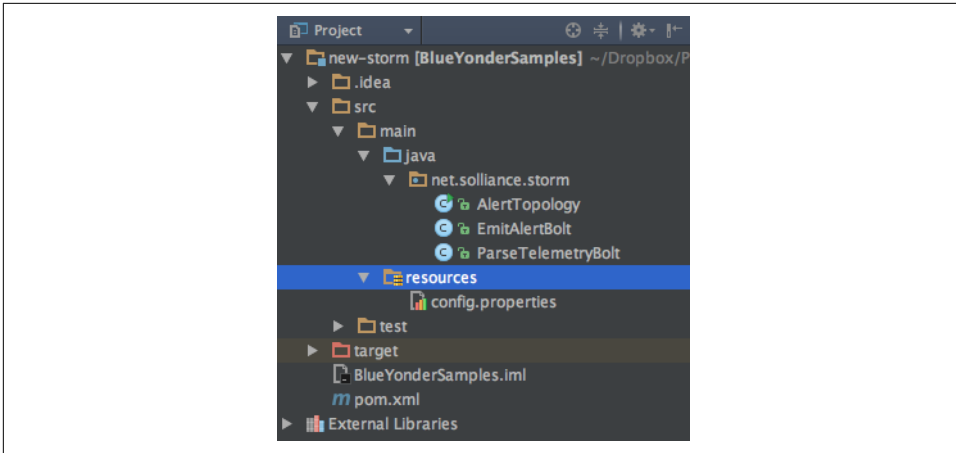 Project
new-storm [BlueYonderSamples] ~/Dropbox/P
.idea
src
main
java
net.solliance.storm
AlertTopology
EmitAlertBolt
ParseTelemetryBolt
resources
config.properties
test
target
BlueYonderSamples.iml
pom.xml
External Libraries